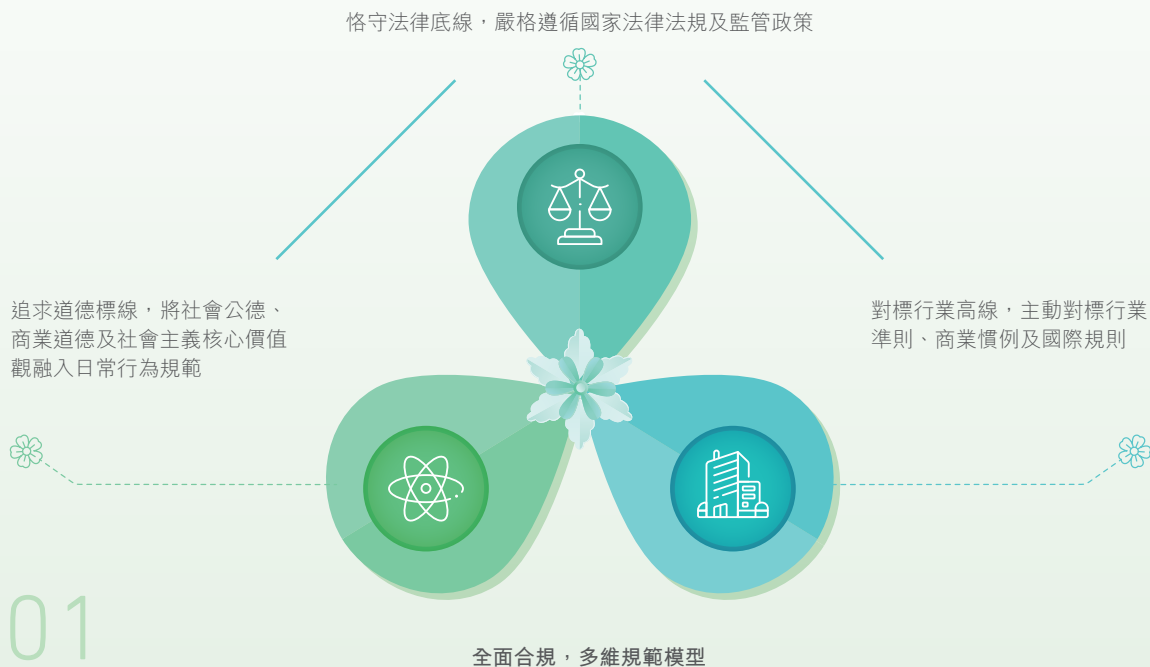 恪守法律底線，嚴格遵循國家法律法規及監管政策
追求道德標線，將社會公德、
商業道德及社會主義核心價值
觀融入日常行為規範
對標行業高線，主動對標行業
準則、商業慣例及國際規則
01
全面合規，多維規範模型